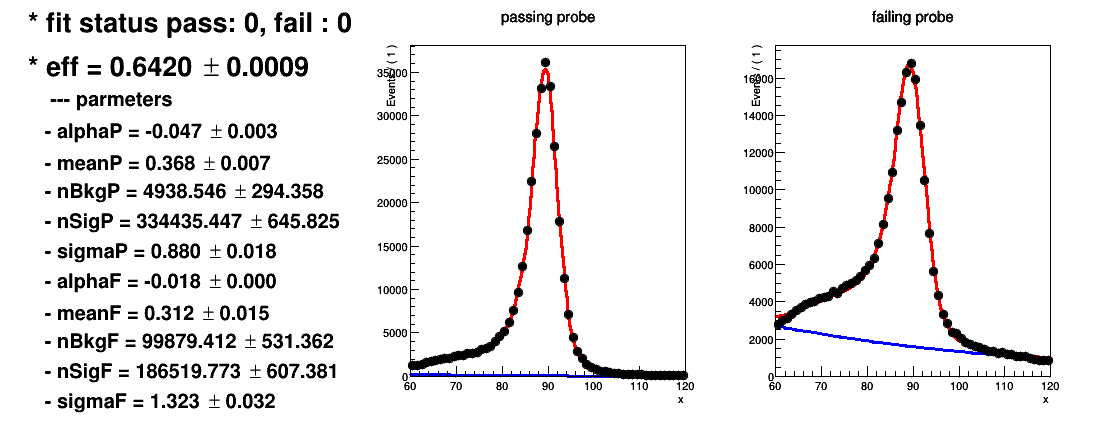 * fit status pass: 0, fail : 0
* eff = 0.6420 ± 0.0009
--- parmeters
- alphaP = -0.047 ± 0.003
- meanP = 0.368 ± 0.007
- nBkgP = 4938.546 ± 294.358
- nSigP = 334435.447 ± 645.825
- sigmaP = 0.880 ± 0.018
- alphaF = -0.018 ± 0.000
- meanF = 0.312 ± 0.015
- nBkgF = 99879.412 ± 531.362
- nSigF = 186519.773 ± 607.381
- sigmaF = 1.323 ± 0.032
passing probe
Events / ( 1 )
35000
30000
25000
20000
15000
10000
5000
0
60 70 80 90 100 110 120
x
failing probe
Events / ( 1 )
16000
14000
12000
10000
8000
6000
4000
2000
0
60 70 80 90 100 110 120
x